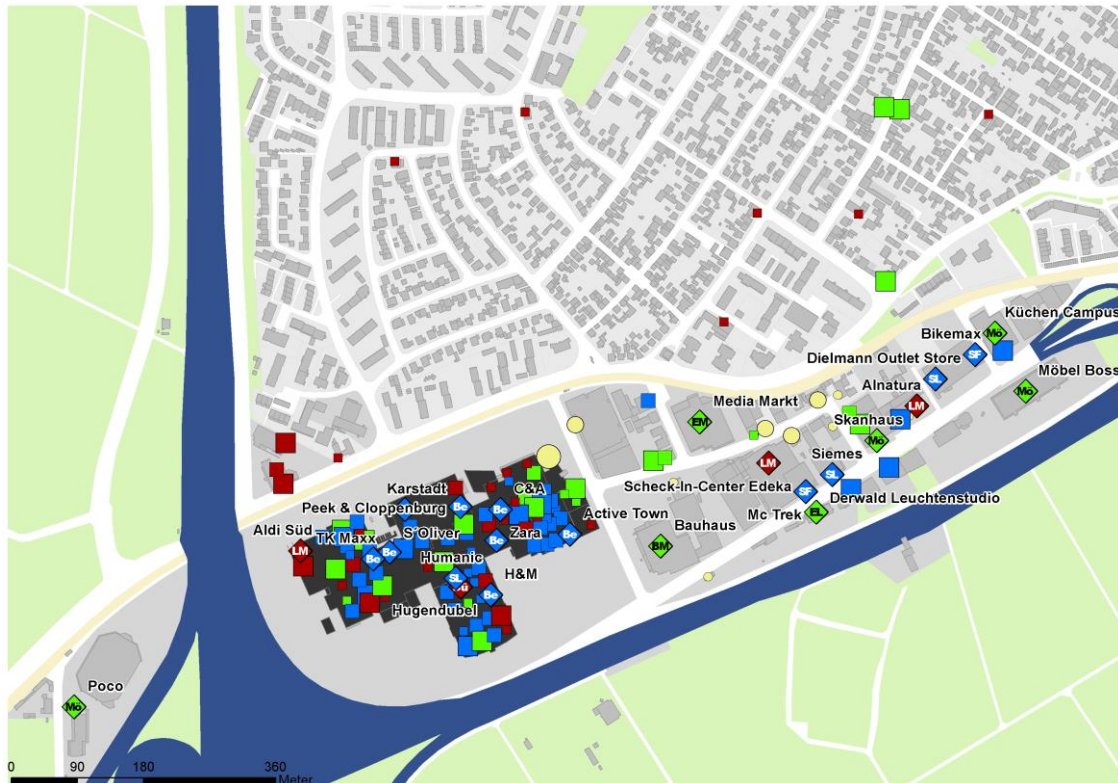 Küchen Campus
Mö
Bikemax
SF
Dielmann Outlet Store
Möbel Boss
SL
Mö
Alnatura
LM
Media Markt
EM
Skanhaus
Mö
Siemes
LM
SL
Scheck-In-Center Edeka
SF
Derwald Leuchtenstudio
Mc Trek
EL
Karstadt
C&A
Peek & Cloppenburg
Be
Be
Active Town
Aldi Süd
TK Maxx
S´Oliver
Zara
Be
Be
Bauhaus
LM
Be
Be
BM
Humanic
SL
H&M
Be
Hugendubel
Poco
Mö
0 90 180 360
Meter